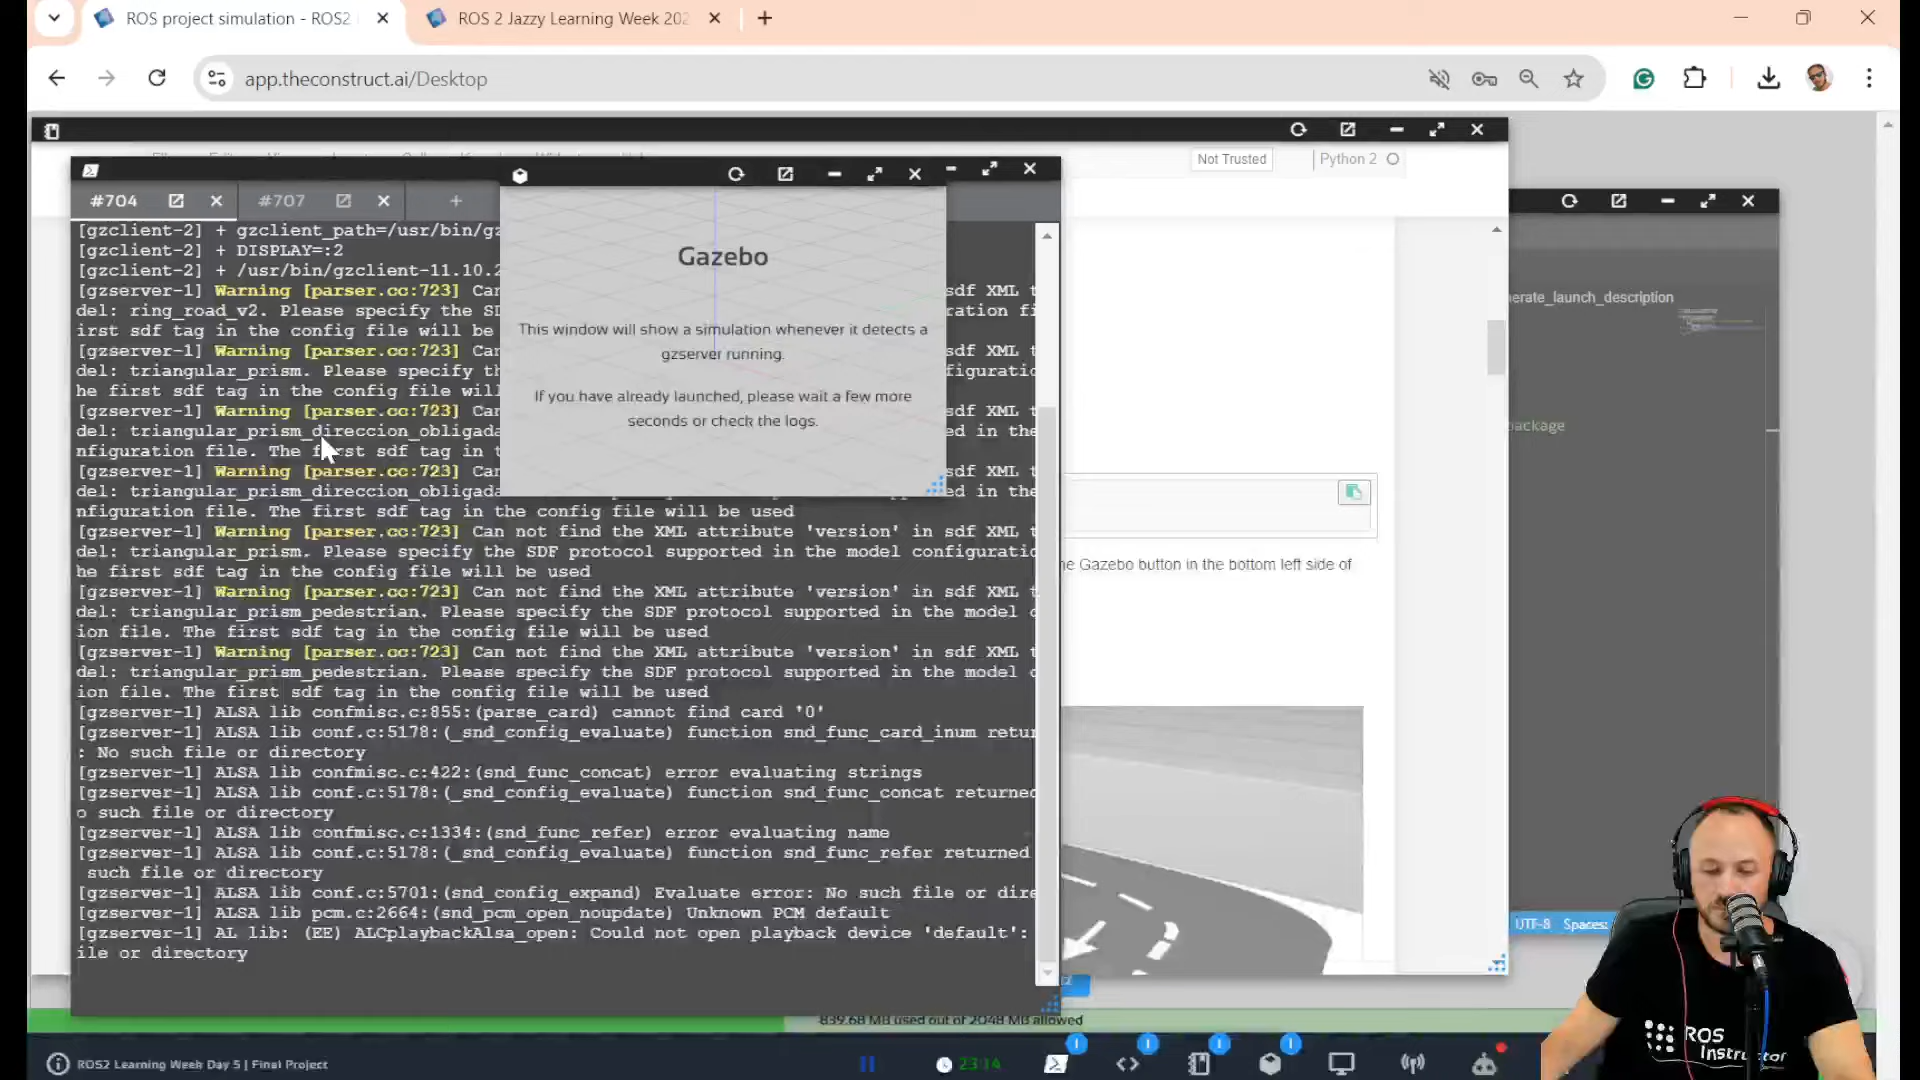 ROS project simulation - ROS2
ROS 2 Jazzy Learning Week 202
app.theconstruct.ai/Desktop
Not Trusted
Python 2
#704
#707
[gzclient-2] + gzclient_path=/usr/bin/gz
[gzclient-2] + DISPLAY=:2
[gzclient-2] + /usr/bin/gzclient-11.10.2
[gzserver-1] Warning [parser.cc:723] Can sdf XML t
del: ring_road_v2. Please specify the SD ration fi
irst sdf tag in the config file will be
[gzserver-1] Warning [parser.cc:723] Can sdf XML t
del: triangular_prism. Please specify th figuratio
he first sdf tag in the config file will
[gzserver-1] Warning [parser.cc:723] Can sdf XML t
del: triangular_prism_direccion_obligada ed in the
nfiguration file. The first sdf tag in t
[gzserver-1] Warning [parser.cc:723] Can sdf XML t
del: triangular_prism_direccion_obligada ed in the
nfiguration file. The first sdf tag in the config file will be used
[gzserver-1] Warning [parser.cc:723] Can not find the XML attribute 'version' in sdf XML t
del: triangular_prism. Please specify the SDF protocol supported in the model configuratio
he first sdf tag in the config file will be used
[gzserver-1] Warning [parser.cc:723] Can not find the XML attribute 'version' in sdf XML t
del: triangular_prism_pedestrian. Please specify the SDF protocol supported in the model c
ion file. The first sdf tag in the config file will be used
[gzserver-1] Warning [parser.cc:723] Can not find the XML attribute 'version' in sdf XML t
del: triangular_prism_pedestrian. Please specify the SDF protocol supported in the model c
ion file. The first sdf tag in the config file will be used
[gzserver-1] ALSA lib confmisc.c:855:(parse_card) cannot find card '0'
[gzserver-1] ALSA lib conf.c:5178:(_snd_config_evaluate) function snd_func_card_inum retur
: No such file or directory
[gzserver-1] ALSA lib confmisc.c:422:(snd_func_concat) error evaluating strings
[gzserver-1] ALSA lib conf.c:5178:(_snd_config_evaluate) function snd_func_concat returned
o such file or directory
[gzserver-1] ALSA lib confmisc.c:1334:(snd_func_refer) error evaluating name
[gzserver-1] ALSA lib conf.c:5178:(_snd_config_evaluate) function snd_func_refer returned
such file or directory
[gzserver-1] ALSA lib conf.c:5701:(snd_config_expand) Evaluate error: No such file or dire
[gzserver-1] ALSA lib pcm.c:2664:(snd_pcm_open_noupdate) Unknown PCM default
[gzserver-1] AL lib: (EE) ALCplaybackAlsa_open: Could not open playback device 'default':
ile or directory
Gazebo
This window will show a simulation whenever it detects a
gzserver running.
If you have already launched, please wait a few more
seconds or check the logs.
nerate_launch_description
package
he Gazebo button in the bottom left side of
UTF-8 Spaces:
839.68 MB used out of 2048 MB allowed
ROS2 Learning Week Day 5 | Final Project
23:14
1
1
1
1
ROS
Instructor